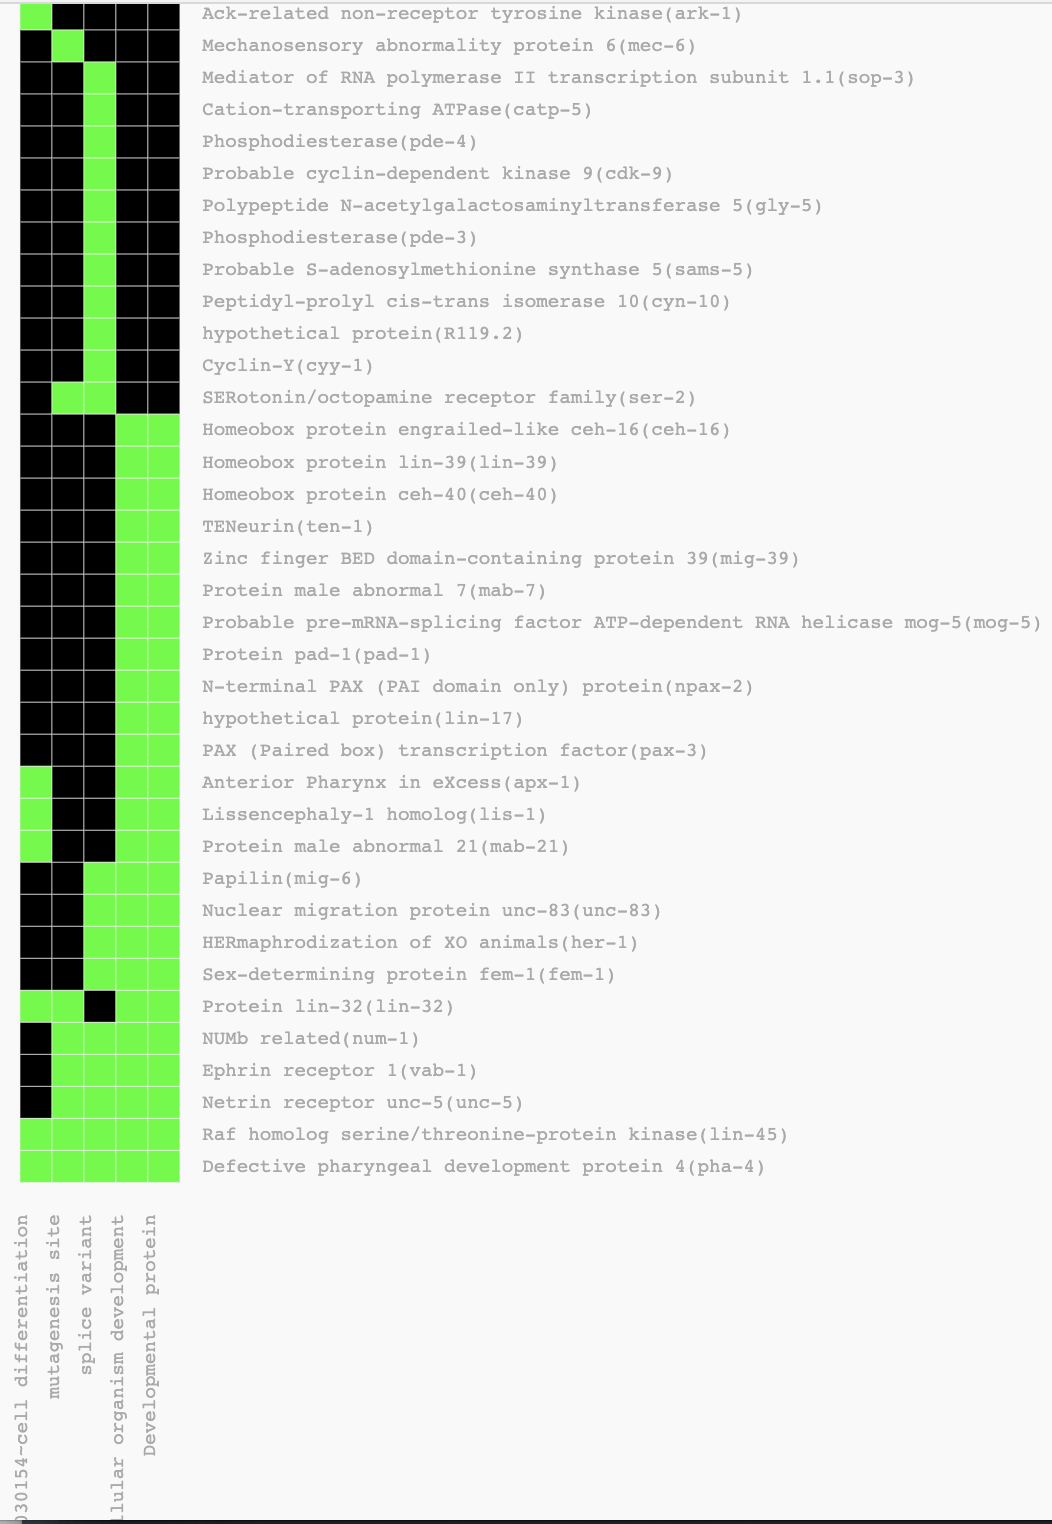 Ack-related non-receptor tyrosine kinase(ark-1)
Mechanosensory abnormality protein 6(mec-6)
Mediator of RNA polymerase II transcription subunit 1.1(sop-3)
Cation-transporting ATPase(catp-5)
Phosphodiesterase(pde-4)
Probable cyclin-dependent kinase 9(cdk-9)
Polypeptide N-acetylgalactosaminyltransferase 5(gly-5)
Phosphodiesterase(pde-3)
Probable S-adenosylmethionine synthase 5(sams-5)
Peptidyl-prolyl cis-trans isomerase 10(cyn-10)
hypothetical protein(R119.2)
Cyclin-Y(cyy-1)
SERotonin/octopamine receptor family(ser-2)
Homeobox protein engrailed-like ceh-16(ceh-16)
Homeobox protein lin-39(lin-39)
Homeobox protein ceh-40(ceh-40)
TENeurin(ten-1)
Zinc finger BED domain-containing protein 39(mig-39)
Protein male abnormal 7(mab-7)
Probable pre-mRNA-splicing factor ATP-dependent RNA helicase mog-5(mog-5)
Protein pad-1(pad-1)
N-terminal PAX (PAI domain only) protein(npax-2)
hypothetical protein(lin-17)
PAX (Paired box) transcription factor(pax-3)
Anterior Pharynx in eXcess(apx-1)
Lissencephaly-1 homolog(lis-1)
Protein male abnormal 21(mab-21)
Papilin(mig-6)
Nuclear migration protein unc-83(unc-83)
HERmaphrodization of XO animals(her-1)
Sex-determining protein fem-1(fem-1)
Protein lin-32(lin-32)
NUMb related(num-1)
Ephrin receptor 1(vab-1)
Netrin receptor unc-5(unc-5)
Raf homolog serine/threonine-protein kinase(lin-45)
Defective pharyngeal development protein 4(pha-4)
030154~cell differentiation
mutagenesis site
splice variant
llular organism development
Developmental protein